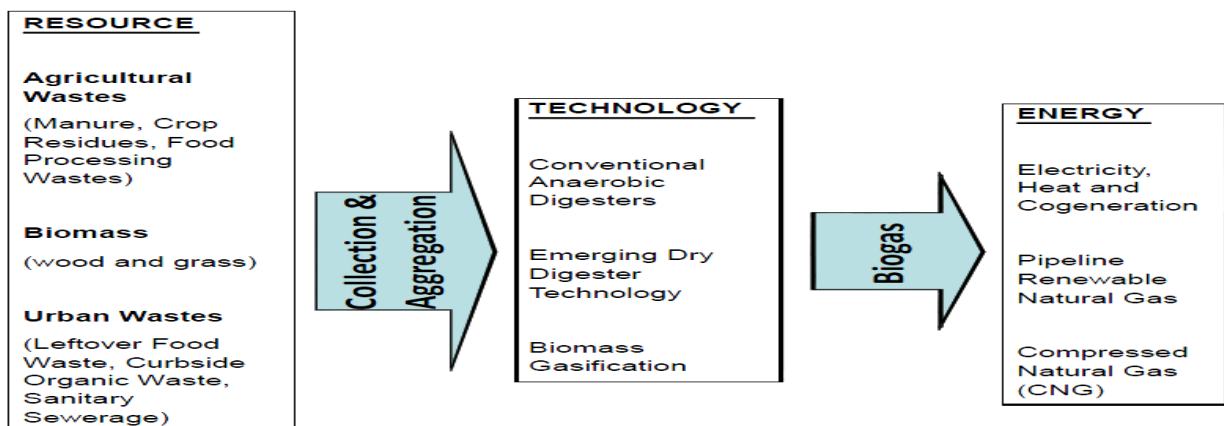 RESOURCE
Agricultural
Wastes
(Manure, Crop
Residues, Food
Processing
Wastes)
Biomass
(wood and grass)
Urban Wastes
(Leftover Food
Waste, Curbside
Organic Waste,
Sanitary
Sewerage)
Collection &
Aggregation
TECHNOLOGY
Conventional
Anaerobic
Digesters
Emerging Dry
Digester
Technology
Biomass
Gasification
Biogas
ENERGY
Electricity,
Heat and
Cogeneration
Pipeline
Renewable
Natural Gas
Compressed
Natural Gas
(CNG)